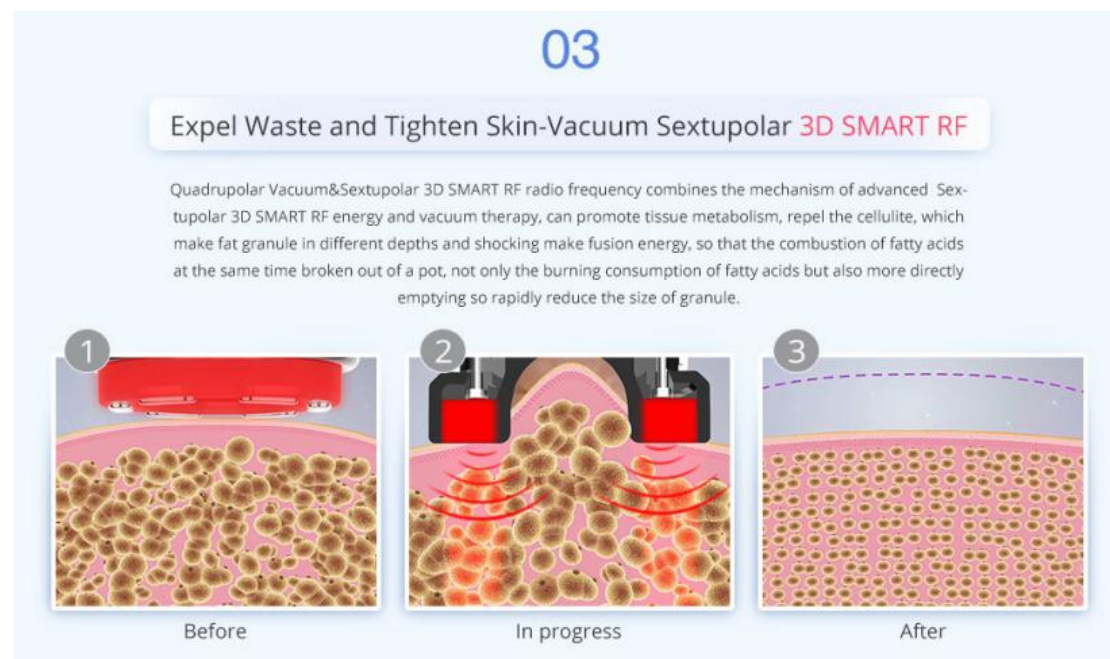 03
Expel Waste and Tighten Skin-Vacuum Sextupolar 3D SMART RF
Quadrupolar Vacuum&Sextupolar 3D SMART RF radio frequency combines the mechanism of advanced Sex-
tupolar 3D SMART RF energy and vacuum therapy, can promote tissue metabolism, repel the cellulite, which
make fat granule in different depths and shocking make fusion energy, so that the combustion of fatty acids
at the same time broken out of a pot, not only the burning consumption of fatty acids but also more directly
emptying so rapidly reduce the size of granule.
1
2
3
Before
In progress
After